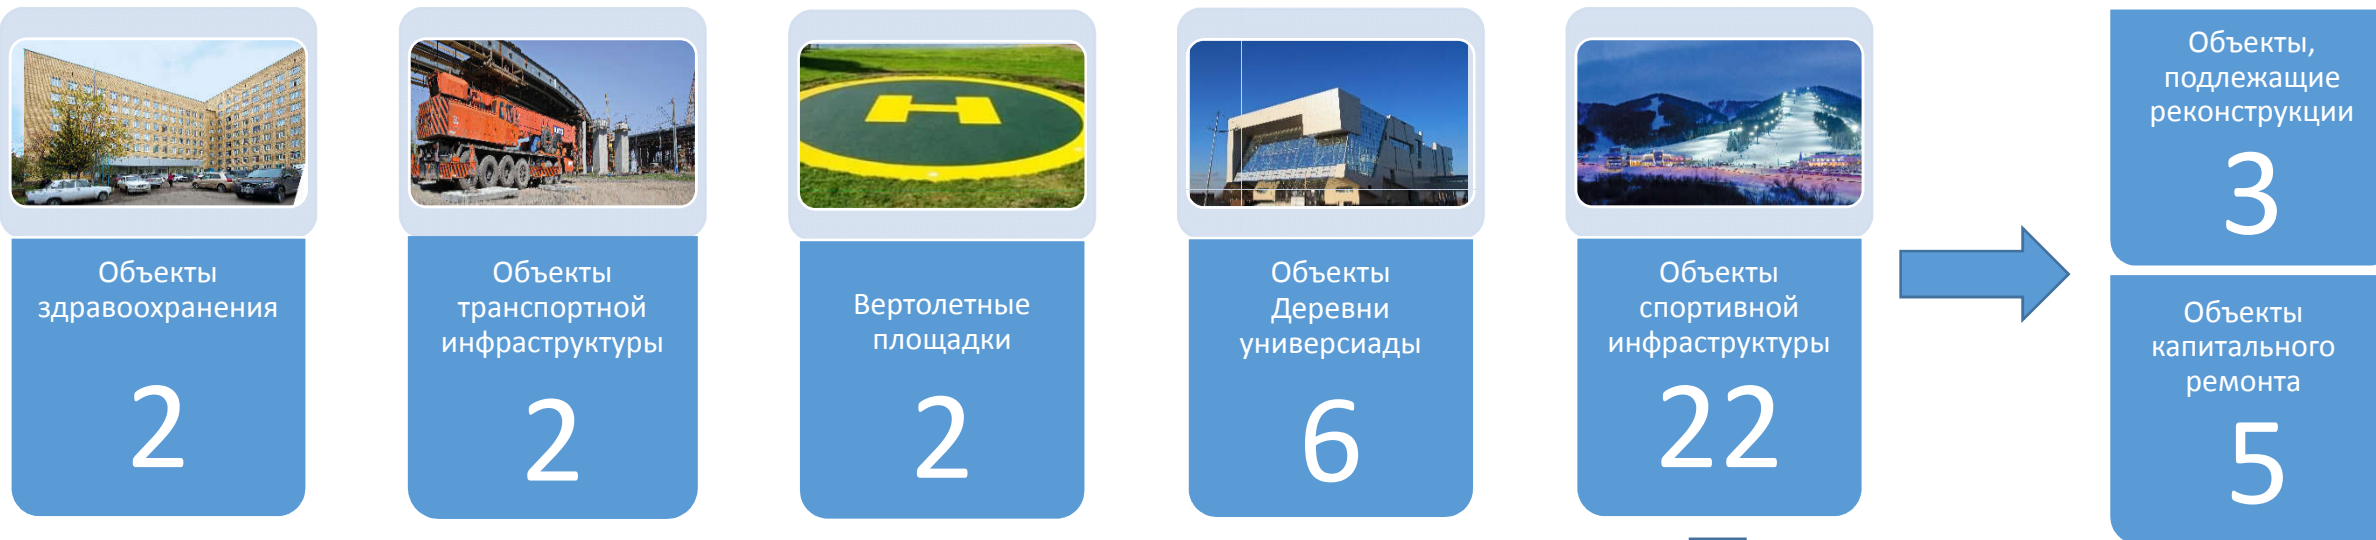 Объекты
здравоохранения
2
Объекты
транспортной
инфраструктуры
2
Вертолетные
площадки
2
Объекты
Деревни
универсиады
6
Объекты
спортивной
инфраструктуры
22
Объекты,
подлежащие
реконструкции
3
Объекты
капитального
ремонта
5